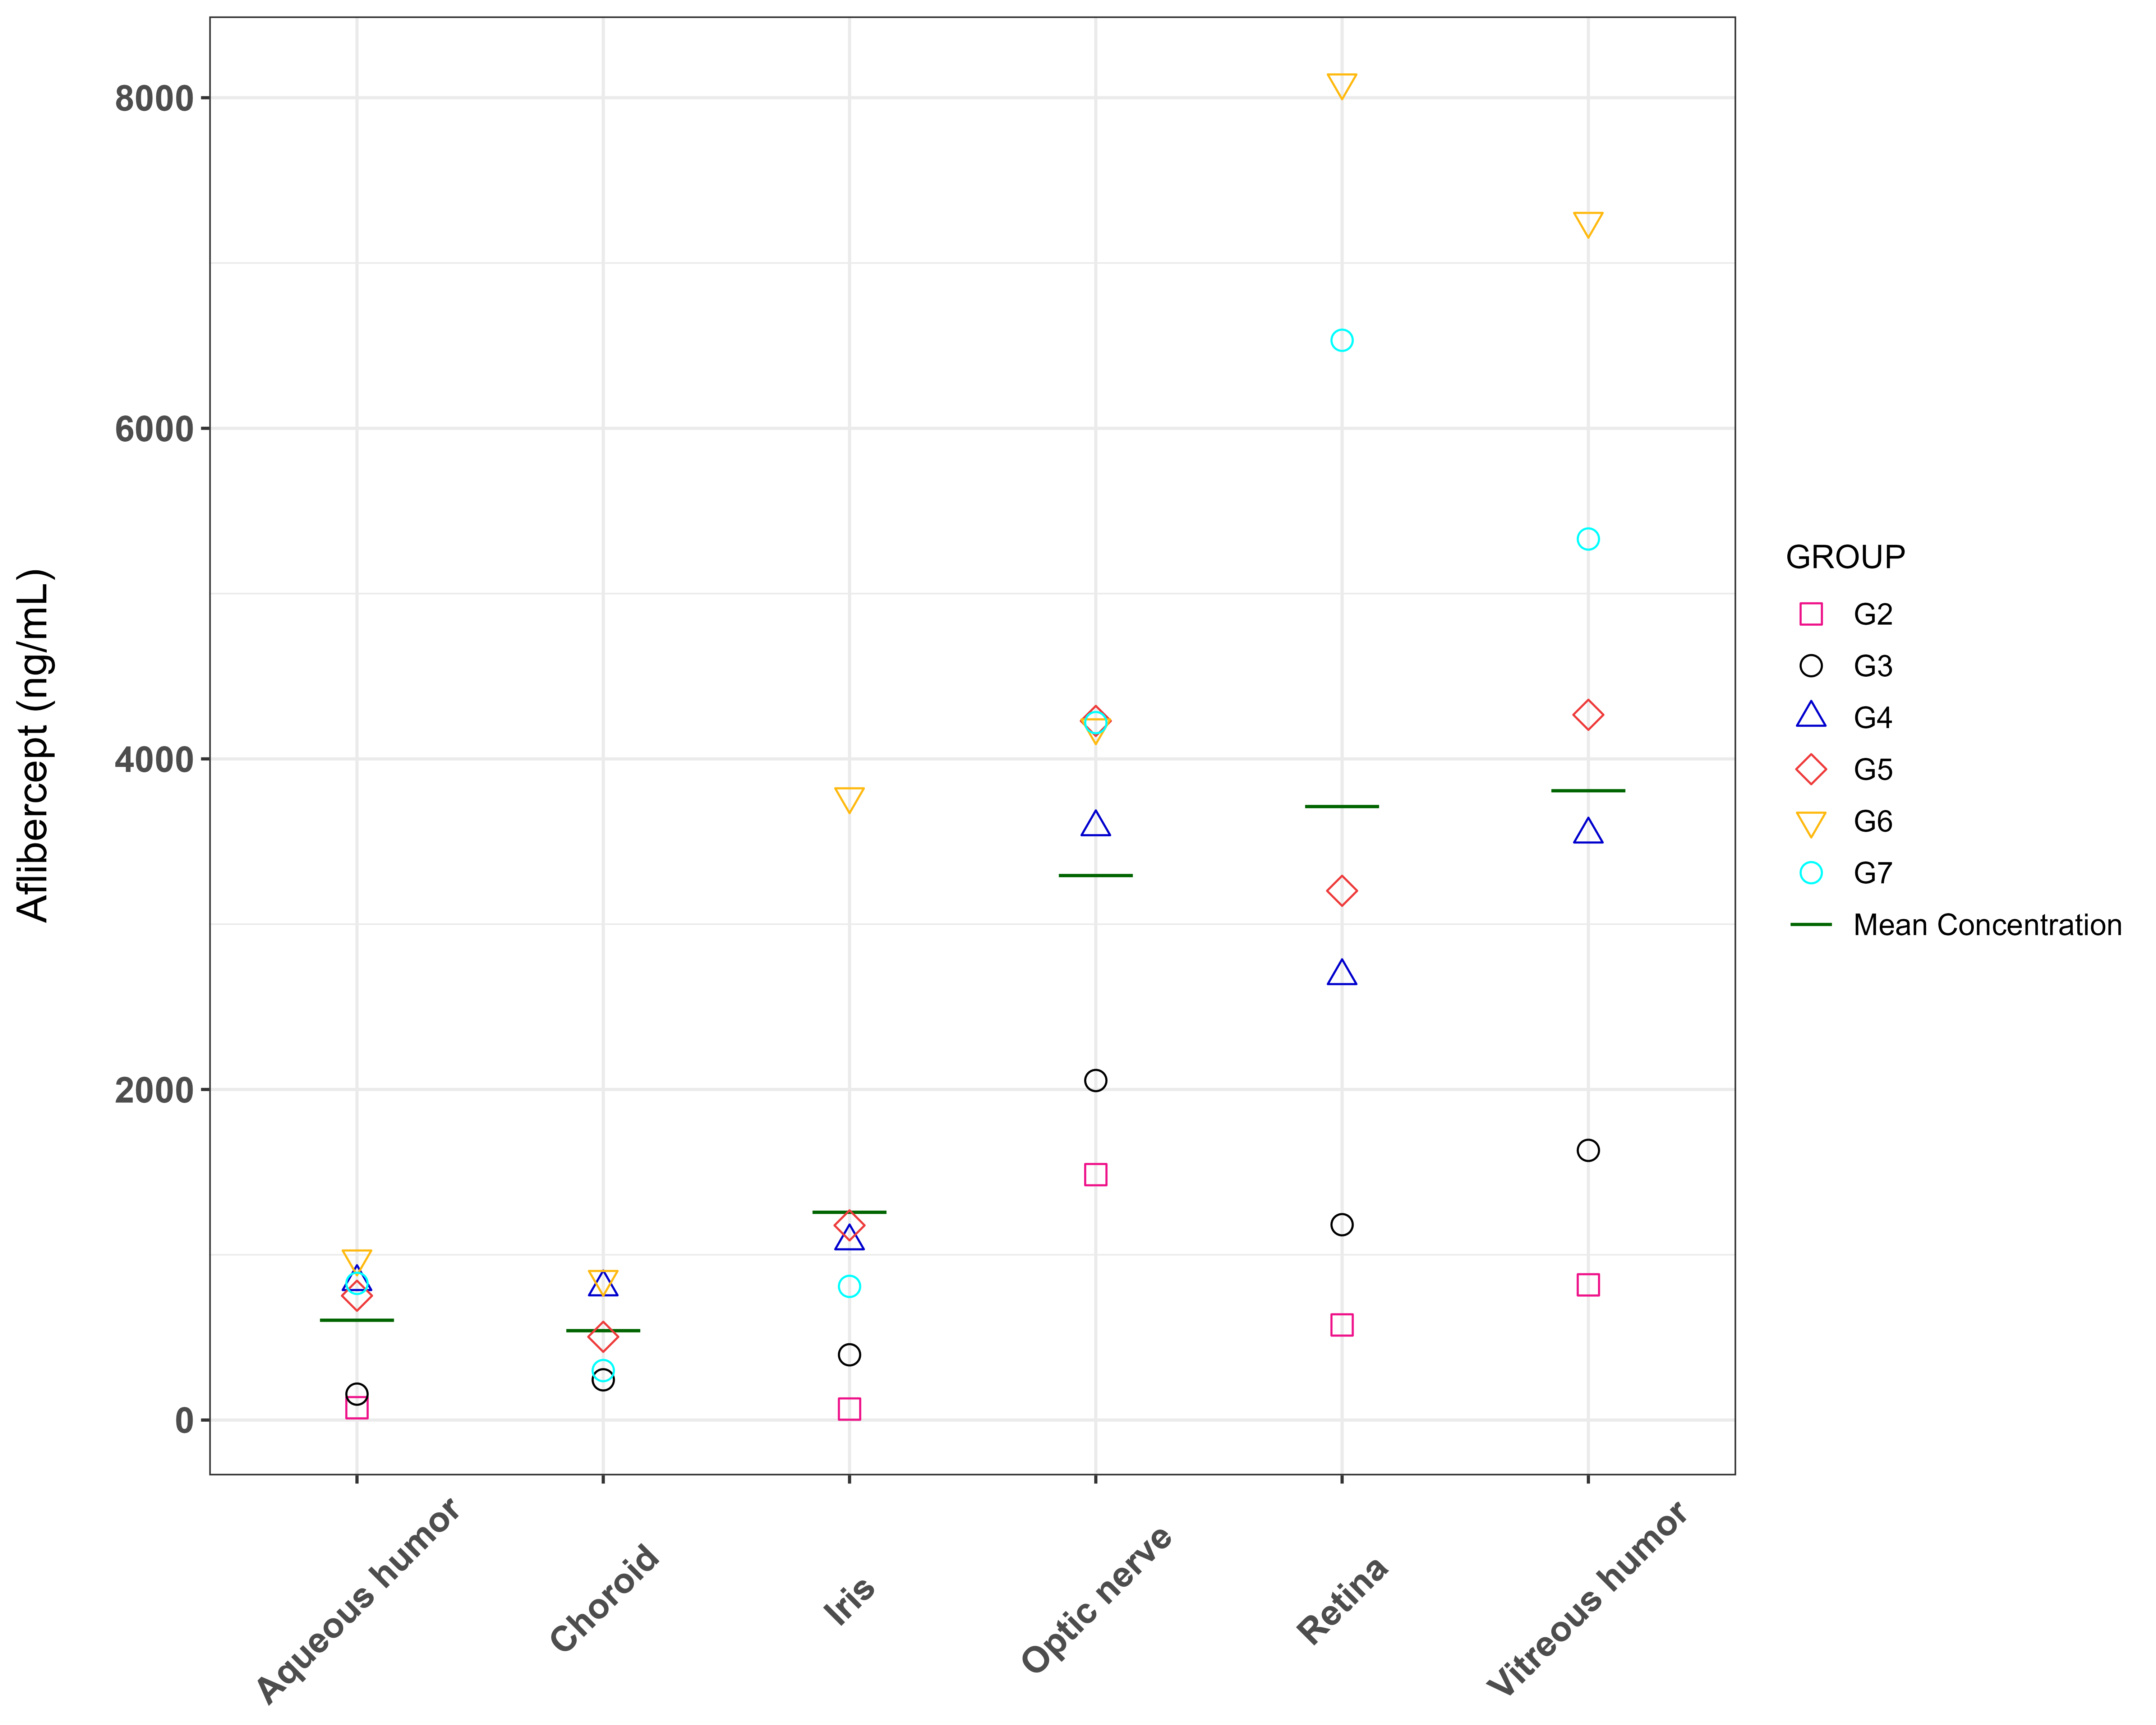 Aflibercept (ng/mL)
8000
6000
4000
2000
0
Aqueous humor
Choroid
Iris
Optic nerve
Retina
Vitreous humor
GROUP
G2
G3
G4
G5
G6
G7
Mean Concentration